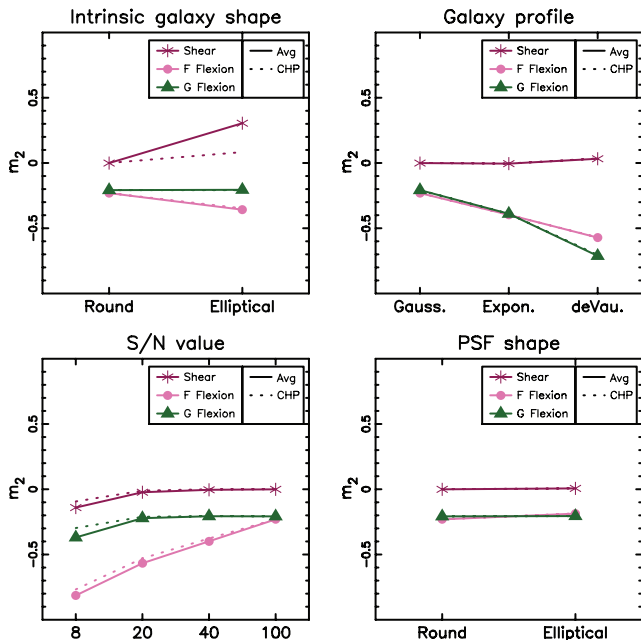 Intrinsic galaxy shape
Shear
Avg
F Flexion
CHP
G Flexion
0.5
0
−0.5
m2
Round
Elliptical
Galaxy profile
Shear
Avg
F Flexion
CHP
G Flexion
0.5
0
−0.5
m2
Gauss.
Expon.
deVau.
S/N value
Shear
Avg
F Flexion
CHP
G Flexion
0.5
0
−0.5
m2
8
20
40
100
PSF shape
Shear
Avg
F Flexion
CHP
G Flexion
0.5
0
−0.5
m2
Round
Elliptical